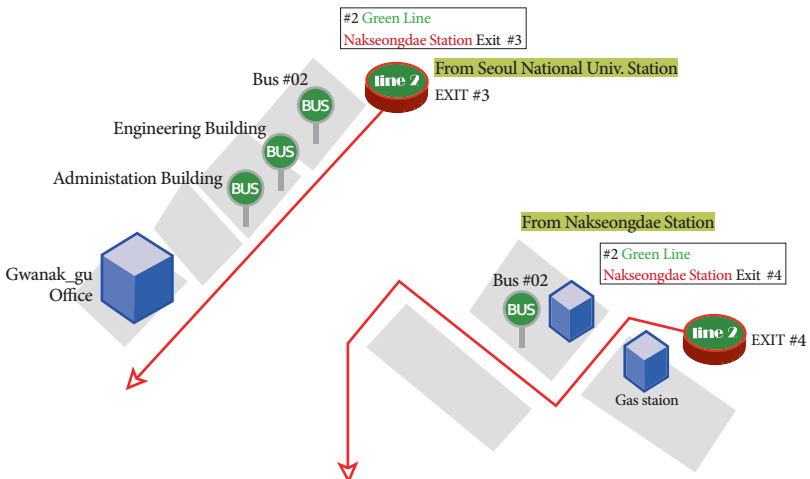 #2 Green Line
Nakseongdae Station Exit #3
From Seoul National Univ. Station
line 2
EXIT #3
Bus #02
BUS
Engineering Building
BUS
Administation Building
BUS
Gwanak_gu
Office
From Nakseongdae Station
#2 Green Line
Nakseongdae Station Exit #4
Bus #02
BUS
line 2
EXIT #4
Gas staion